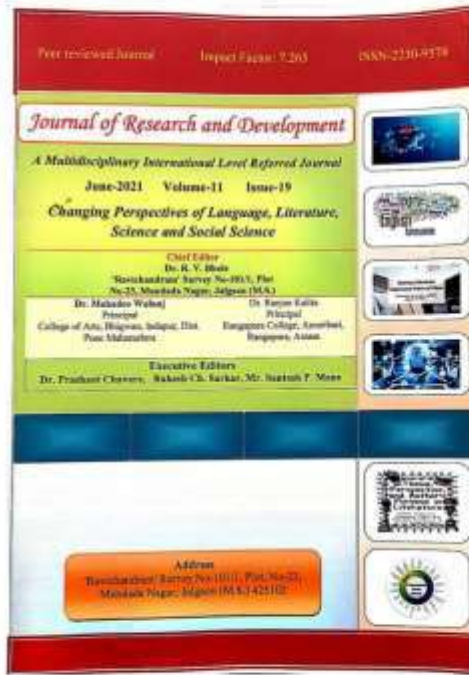 Peer reviewed Journal Impact Factor: 7.265 ISSN-2230-9578
Journal of Research and Development
A Multidisciplinary International Level Referred Journal
June-2021 Volume-11 Issue-19
Changing Perspectives of Language, Literature,
Science and Social Science
Chief Editor
Dr. R. V. Bhole
'Ravichandram' Survey No-101/1, Plot
No-23, Mundada Nagar, Jalgaon (M.S.)
Dr. Mahadeo Dr. Ranjan Kalita
Principal Principal
College of Arts, Bhigwan, Indapur, Dist. Rangapara College, Amaribari,
Pune Maharashtra Rangapara, Assam
Executive Editors
Dr. Prashant Chavare, Rakesh Ch. Sarkar, Mr. Santosh P. Mane
Address
'Ravichandram' Survey No-101/1, Plot, No-23,
Mundada Nagar, Jalgaon (M.S.) 425102